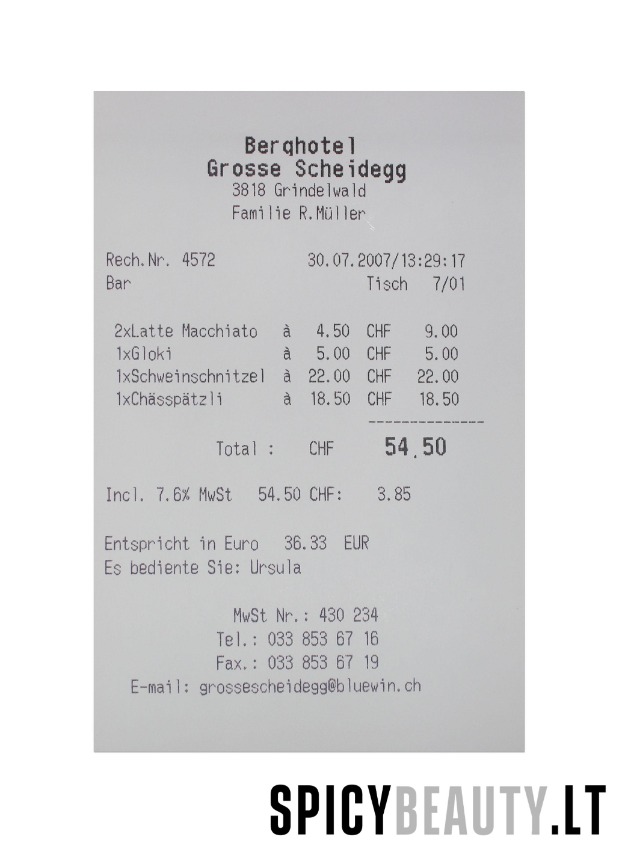 Berghotel
Grosse Scheidegg
3818 Grindelwald
Familie R.Müller
Rech.Nr. 4572 30.07.2007/13:29:17
Bar Tisch 7/01
2xLatte Macchiato à 4.50 CHF 9.00
1xGloki à 5.00 CHF 5.00
1xSchweinschnitzel à 22.00 CHF 22.00
1xChässpätzli à 18.50 CHF 18.50
--------------
Total : CHF 54.50
Incl. 7.6% MwSt 54.50 CHF: 3.85
Entspricht in Euro 36.33 EUR
Es bediente Sie: Ursula
MwSt Nr.: 430 234
Tel.: 033 853 67 16
Fax.: 033 853 67 19
E-mail: grossescheidegg@bluewin.ch
SPICYBEAUTY.LT